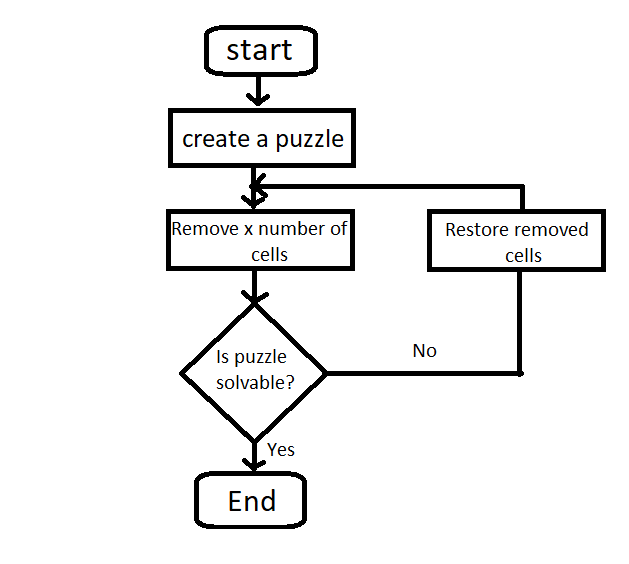 start
create a puzzle
Remove x number of
cells
Restore removed
cells
Is puzzle
solvable?
No
Yes
End